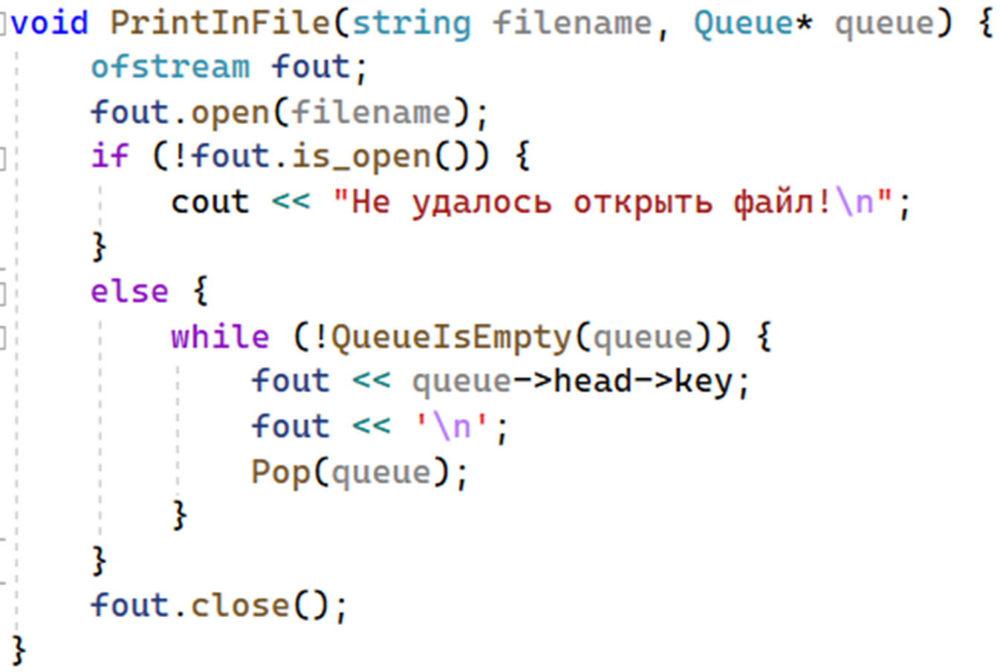 void PrintInFile(string filename, Queue* queue) {
    ofstream fout;
    fout.open(filename);
    if (!fout.is_open()) {
        cout << "Не удалось открыть файл!\n";
    }
    else {
        while (!QueueIsEmpty(queue)) {
            fout << queue->head->key;
            fout << '\n';
            Pop(queue);
        }
    }
    fout.close();
}